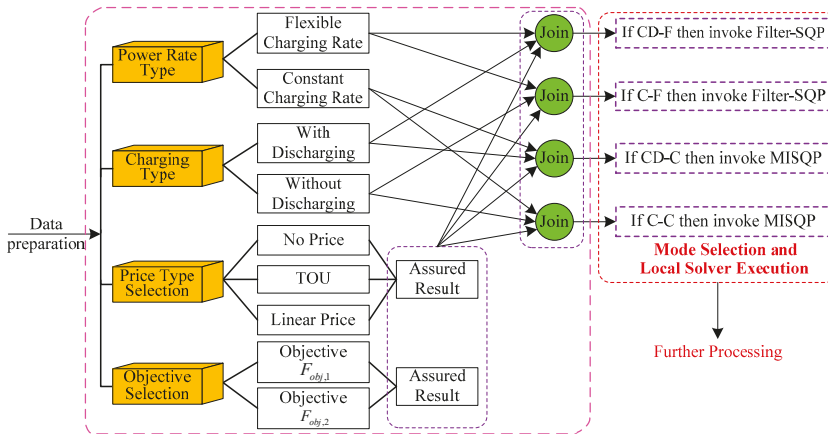 Data
preparation
Power Rate
Type
Charging
Type
Price Type
Selection
Objective
Selection
Flexible
Charging Rate
Constant
Charging Rate
With
Discharging
Without
Discharging
No Price
TOU
Linear Price
Objective
F_obj,1
Objective
F_obj,2
Assured
Result
Assured
Result
Join
Join
Join
Join
If CD-F then invoke Filter-SQP
If C-F then invoke Filter-SQP
If CD-C then invoke MISQP
If C-C then invoke MISQP
Mode Selection and
Local Solver Execution
Further Processing